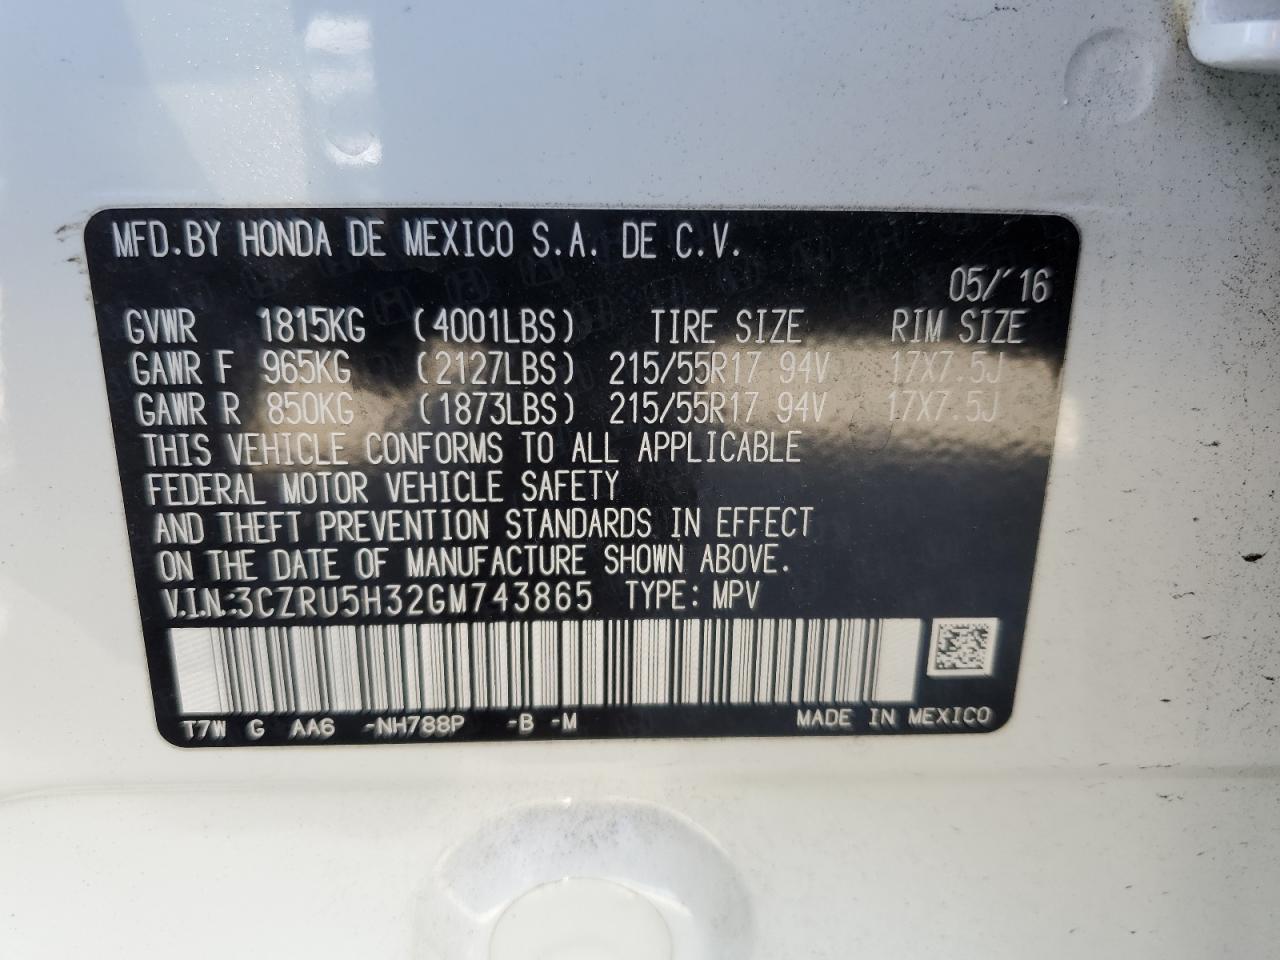 MFD.BY HONDA DE MEXICO S.A. DE C.V.
05/'16
GVWR 1815KG (4001LBS) TIRE SIZE RIM SIZE
GAWR F 965KG (2127LBS) 215/55R17 94V 17X7.5J
GAWR R 850KG (1873LBS) 215/55R17 94V 17X7.5J
THIS VEHICLE CONFORMS TO ALL APPLICABLE
FEDERAL MOTOR VEHICLE SAFETY
AND THEFT PREVENTION STANDARDS IN EFFECT
ON THE DATE OF MANUFACTURE SHOWN ABOVE.
V.I.N.:3CZRU5H32GM743865 TYPE: MPV
T7W G AA6 -NH788P -B -M MADE IN MEXICO